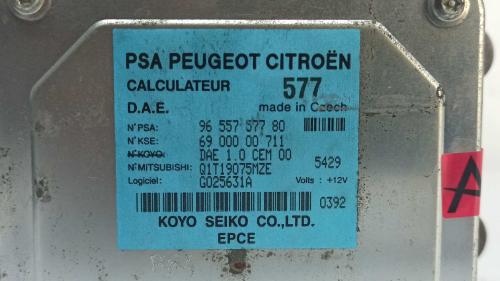 PSA PEUGEOT CITROËN
CALCULATEUR 577
D.A.E. made in Czech
N°PSA: 96 557 577 80
N°KSE: 69 000 00 711
N°KOYO: DAE 1.0 CEM 00
N°MITSUBISHI: Q1T19075MZE 5429
Logiciel: G025631A Volts : +12V
0392
KOYO SEIKO CO.,LTD.
EPCE
A